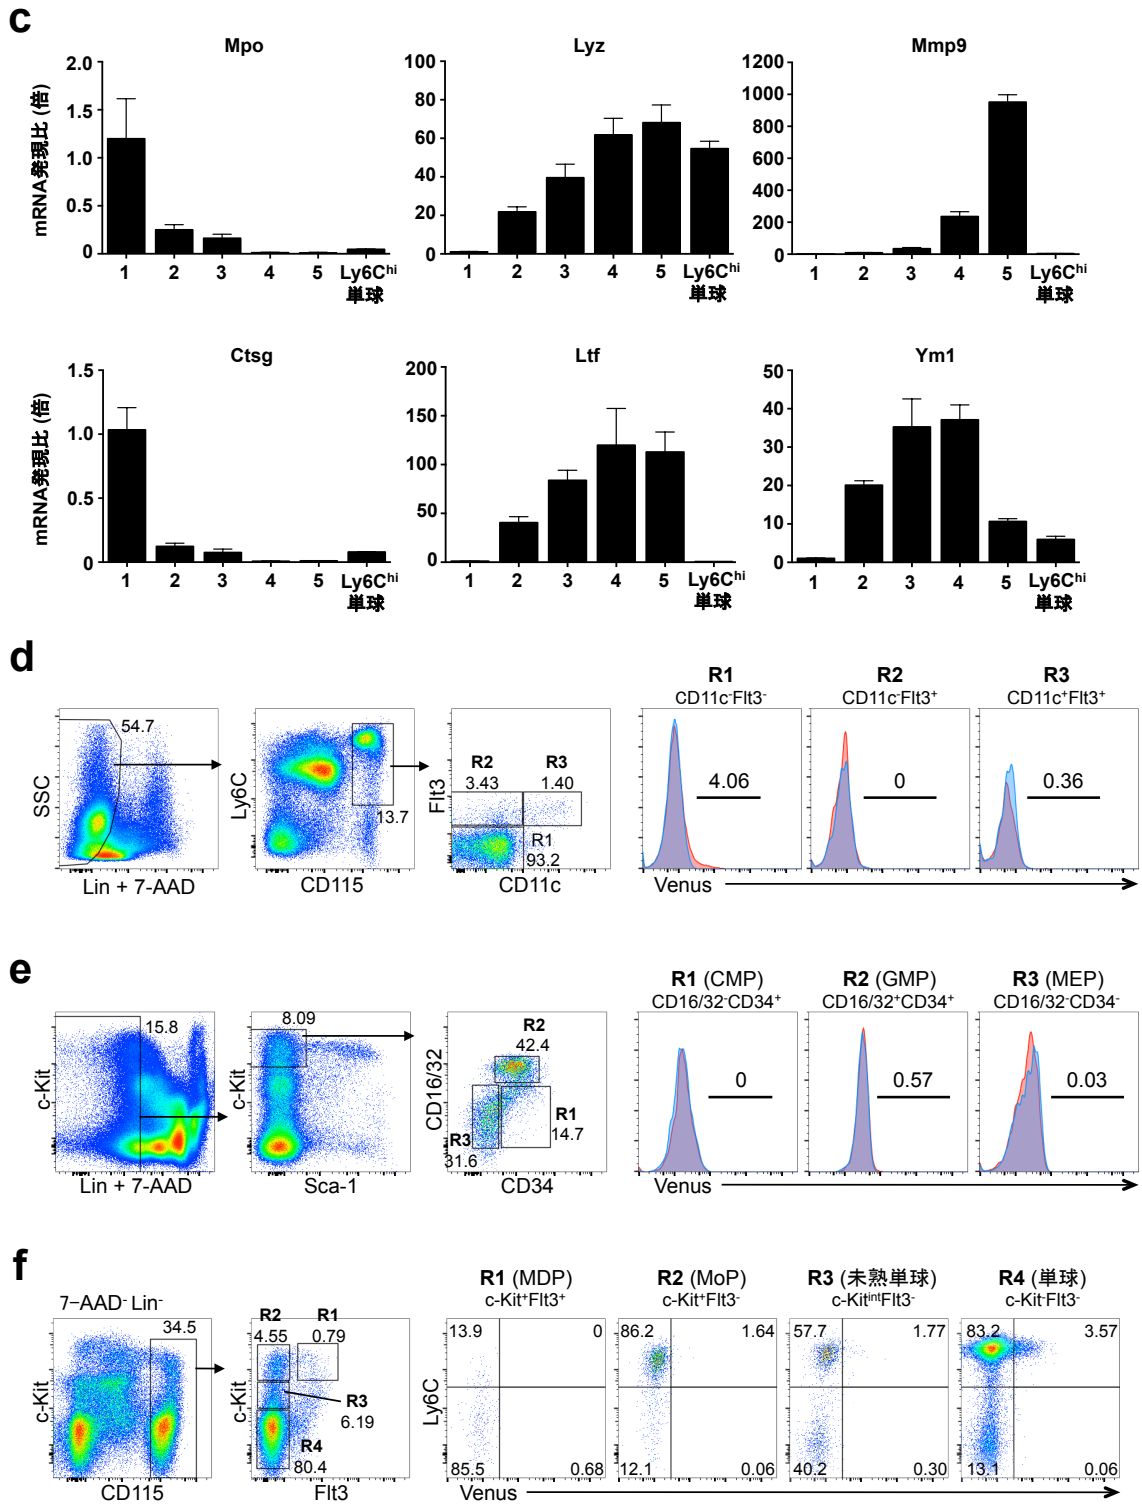 c
Mpo
Lyz
Mmp9
mRNA発現比 (倍)
2.0
1.5
1.0
0.5
0
1 2 3 4 5 Ly6Chi
単球
100
80
60
40
20
0
1 2 3 4 5 Ly6Chi
単球
1200
1000
800
600
400
200
0
1 2 3 4 5 Ly6Chi
単球
Ctsg
Ltf
Ym1
mRNA発現比 (倍)
1.5
1.0
0.5
0
1 2 3 4 5 Ly6Chi
単球
200
150
100
50
0
1 2 3 4 5 Ly6Chi
単球
50
40
30
20
10
0
1 2 3 4 5 Ly6Chi
単球
d
R1
CD11c-Flt3-
R2
CD11c-Flt3+
R3
CD11c+Flt3+
54.7
SSC
Lin + 7-AAD
Ly6C
13.7
CD115
Flt3
R2
3.43
R3
1.40
R1
93.2
CD11c
4.06
0
0.36
Venus
e
R1 (CMP)
CD16/32-CD34+
R2 (GMP)
CD16/32+CD34+
R3 (MEP)
CD16/32-CD34-
15.8
c-Kit
Lin + 7-AAD
8.09
c-Kit
Sca-1
CD16/32
R2
42.4
R1
14.7
R3
31.6
CD34
0
0.57
0.03
Venus
f
7-AAD- Lin-
R1 (MDP)
c-Kit+Flt3+
R2 (MoP)
c-Kit+Flt3-
R3 (未熟単球)
c-KitintFlt3-
R4 (単球)
c-Kit-Flt3-
34.5
c-Kit
CD115
R2
4.55
R1
0.79
c-Kit
R3
6.19
R4
80.4
Flt3
Ly6C
13.9 0
85.5 0.68
86.2 1.64
12.1 0.06
57.7 1.77
40.2 0.30
83.2 3.57
13.1 0.06
Venus